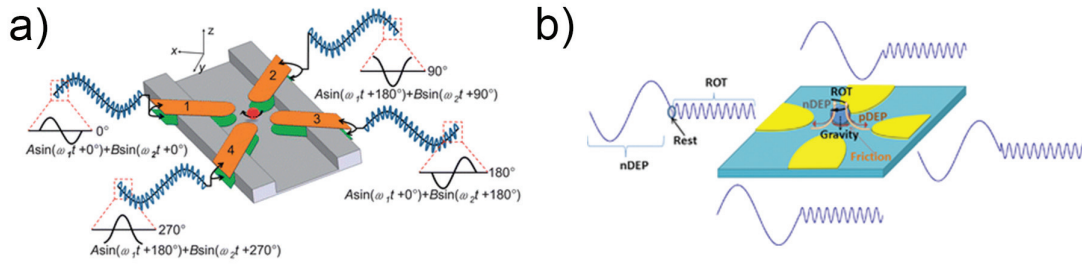 a)
z
x
y
1
2
3
4
0°
Asin(ω1t+0°)+Bsin(ω2t+0°)
90°
Asin(ω1t+180°)+Bsin(ω2t+90°)
180°
Asin(ω1t+0°)+Bsin(ω2t+180°)
270°
Asin(ω1t+180°)+Bsin(ω2t+270°)
b)
ROT
Rest
nDEP
ROT
nDEP
pDEP
Gravity
Friction